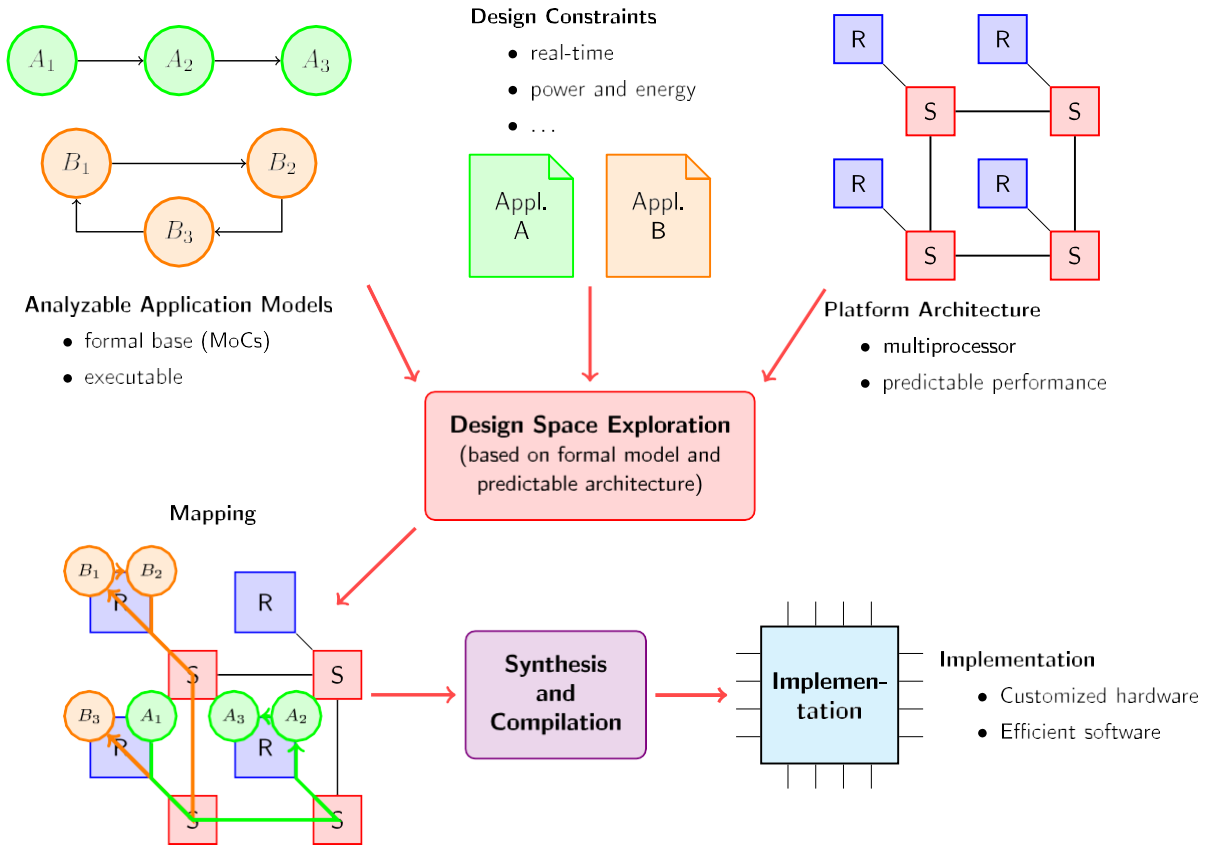 A1
A2
A3
B1
B2
B3
Analyzable Application Models
• formal base (MoCs)
• executable
Design Constraints
• real-time
• power and energy
• ...
Appl.
A
Appl.
B
R
R
S
S
R
R
S
S
Platform Architecture
• multiprocessor
• predictable performance
Design Space Exploration
(based on formal model and
predictable architecture)
Mapping
B1
B2
R
R
S
S
B3
A1
A3
A2
R
R
S
S
Synthesis
and
Compilation
Implemen-
tation
Implementation
• Customized hardware
• Efficient software